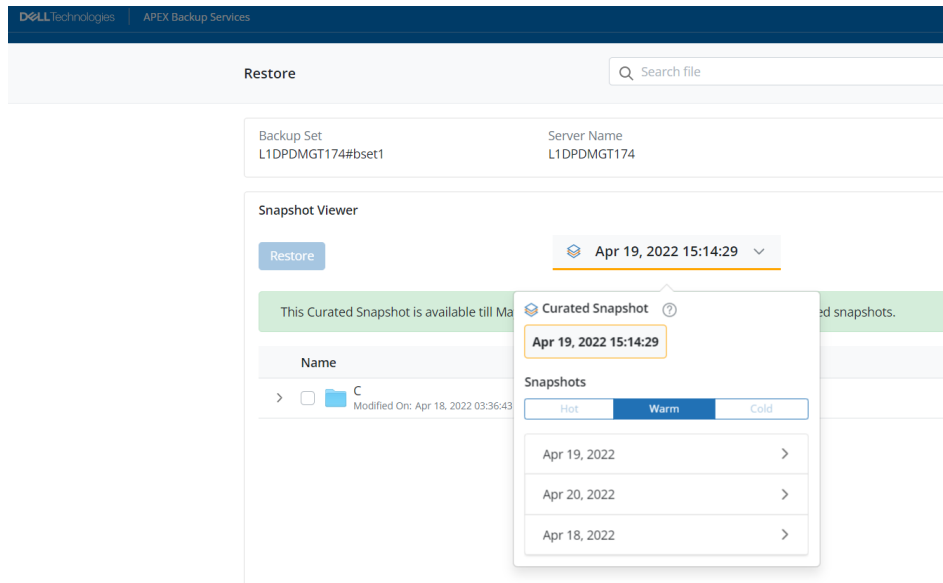 DELLTechnologies APEX Backup Services
Restore
Search file
Backup Set Server Name
L1DPDMGT174#bset1 L1DPDMGT174
Snapshot Viewer
Restore Apr 19, 2022 15:14:29
This Curated Snapshot is available till Ma ed snapshots.
Curated Snapshot ?
Apr 19, 2022 15:14:29
Name
C
Modified On: Apr 18, 2022 03:36:43
Snapshots
Hot Warm Cold
Apr 19, 2022
Apr 20, 2022
Apr 18, 2022